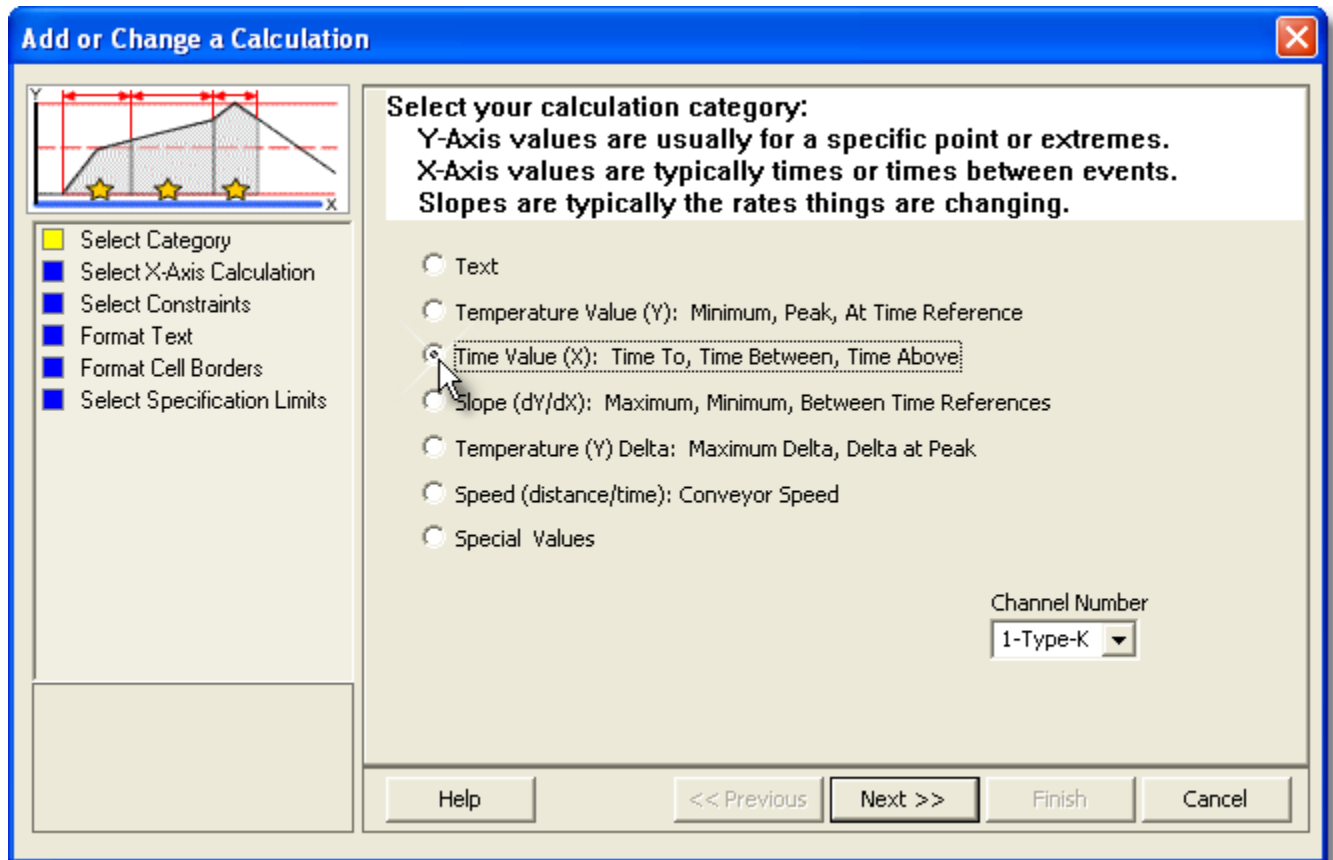 Add or Change a Calculation
Y
X
Select Category
Select X-Axis Calculation
Select Constraints
Format Text
Format Cell Borders
Select Specification Limits
Select your calculation category:
Y-Axis values are usually for a specific point or extremes.
X-Axis values are typically times or times between events.
Slopes are typically the rates things are changing.
Text
Temperature Value (Y): Minimum, Peak, At Time Reference
Time Value (X): Time To, Time Between, Time Above
Slope (dY/dX): Maximum, Minimum, Between Time References
Temperature (Y) Delta: Maximum Delta, Delta at Peak
Speed (distance/time): Conveyor Speed
Special Values
Channel Number
1-Type-K
Help
<< Previous
Next >>
Finish
Cancel